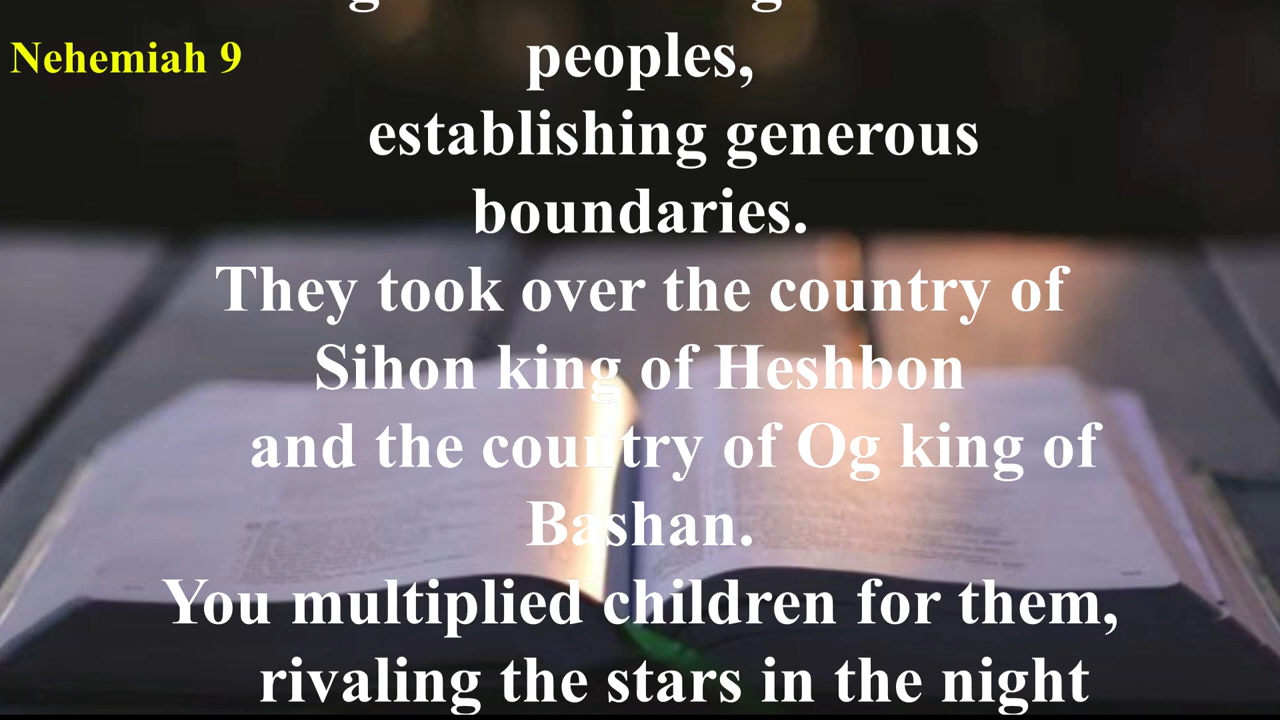 Nehemiah 9
peoples,
establishing generous
boundaries.
They took over the country of
Sihon king of Heshbon
and the country of Og king of
Bashan.
You multiplied children for them,
rivaling the stars in the night